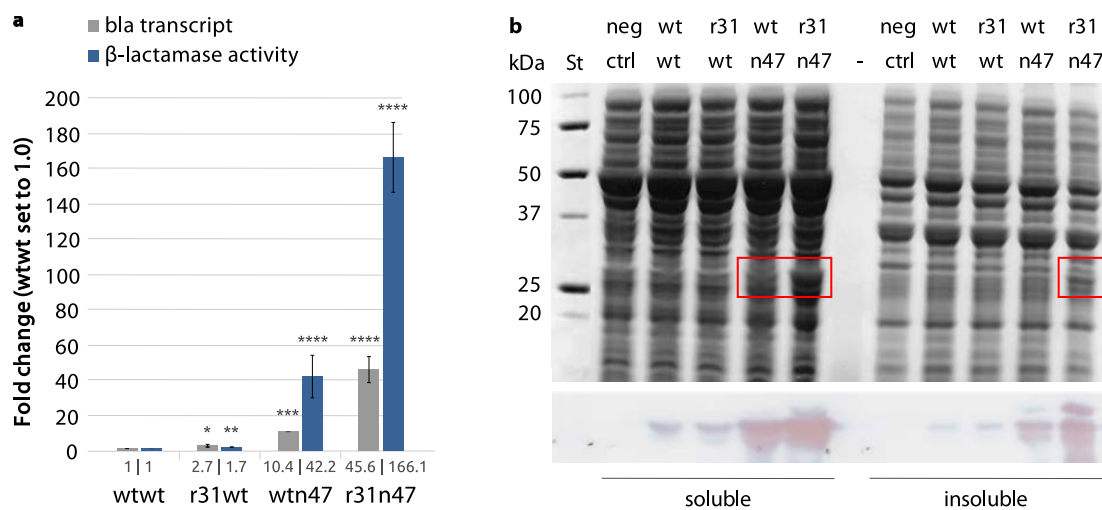 a
bla transcript
β-lactamase activity
Fold change (wtwt set to 1.0)
200
180
160
140
120
100
80
60
40
20
0
* ** *** **** **** ****
1 | 1 2.7 | 1.7 10.4 | 42.2 45.6 | 166.1
wtwt r31wt wtn47 r31n47
b
neg wt r31 wt r31 neg wt r31 wt r31
kDa St ctrl wt wt n47 n47 - ctrl wt wt n47 n47
100
75
50
37
25
20
soluble insoluble